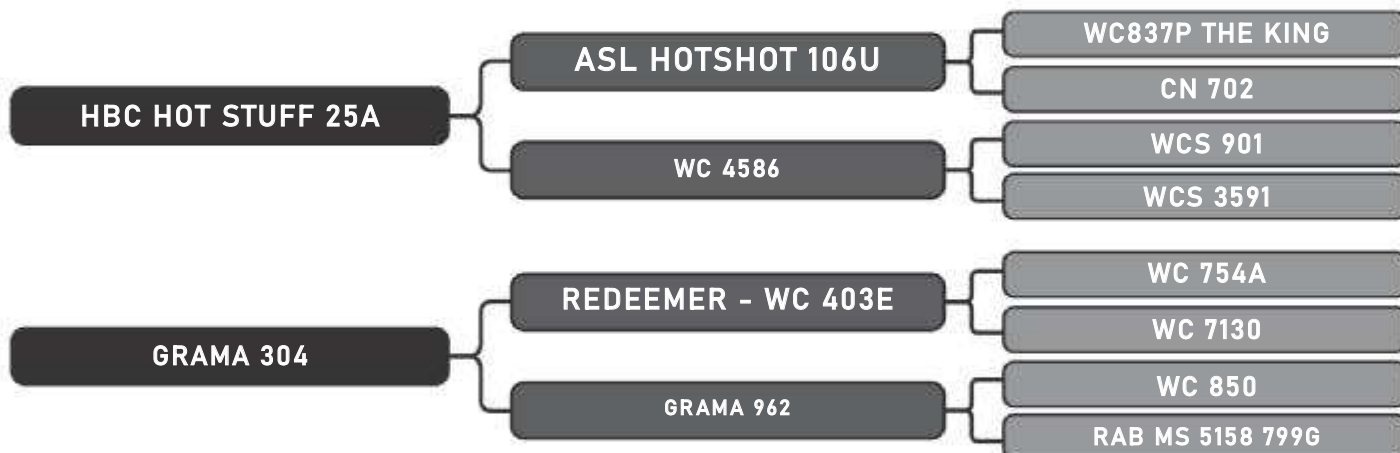 HBC HOT STUFF 25A
ASL HOTSHOT 106U
WC837P THE KING
CN 702
WC 4586
WCS 901
WCS 3591
GRAMA 304
REDEEMER - WC 403E
WC 754A
WC 7130
GRAMA 962
WC 850
RAB MS 5158 799G